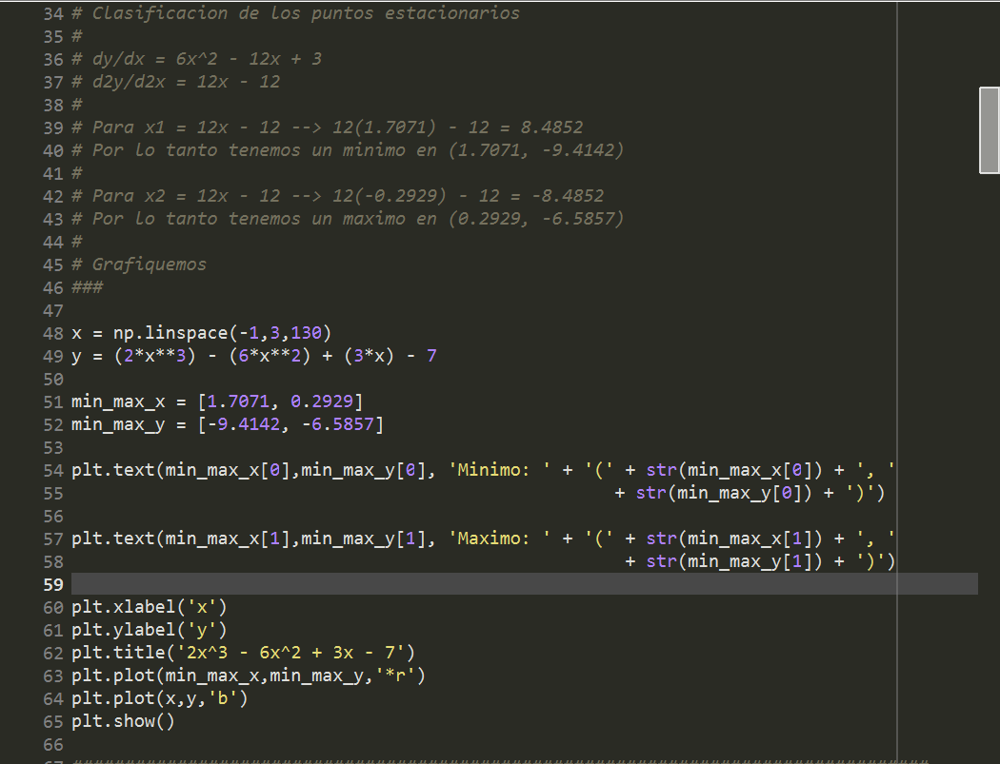 34 # Clasificacion de los puntos estacionarios
35 #
36 # dy/dx = 6x^2 - 12x + 3
37 # d2y/d2x = 12x - 12
38 #
39 # Para x1 = 12x - 12 --> 12(1.7071) - 12 = 8.4852
40 # Por lo tanto tenemos un minimo en (1.7071, -9.4142)
41 #
42 # Para x2 = 12x - 12 --> 12(-0.2929) - 12 = -8.4852
43 # Por lo tanto tenemos un maximo en (0.2929, -6.5857)
44 #
45 # Grafiquemos
46 ###
47
48 x = np.linspace(-1,3,130)
49 y = (2*x**3) - (6*x**2) + (3*x) - 7
50
51 min_max_x = [1.7071, 0.2929]
52 min_max_y = [-9.4142, -6.5857]
53
54 plt.text(min_max_x[0],min_max_y[0], 'Minimo: ' + '(' + str(min_max_x[0]) + ', '
55 + str(min_max_y[0]) + ')')
56
57 plt.text(min_max_x[1],min_max_y[1], 'Maximo: ' + '(' + str(min_max_x[1]) + ', '
58 + str(min_max_y[1]) + ')')
59
60 plt.xlabel('x')
61 plt.ylabel('y')
62 plt.title('2x^3 - 6x^2 + 3x - 7')
63 plt.plot(min_max_x,min_max_y,'*r')
64 plt.plot(x,y,'b')
65 plt.show()
66